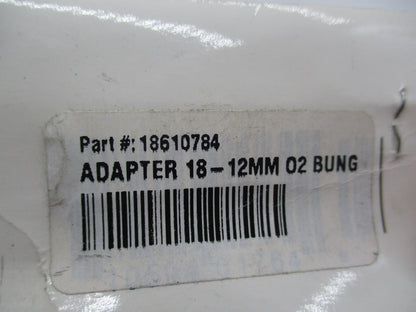 Part #: 18610784
ADAPTER 18-12MM O2 BUNG